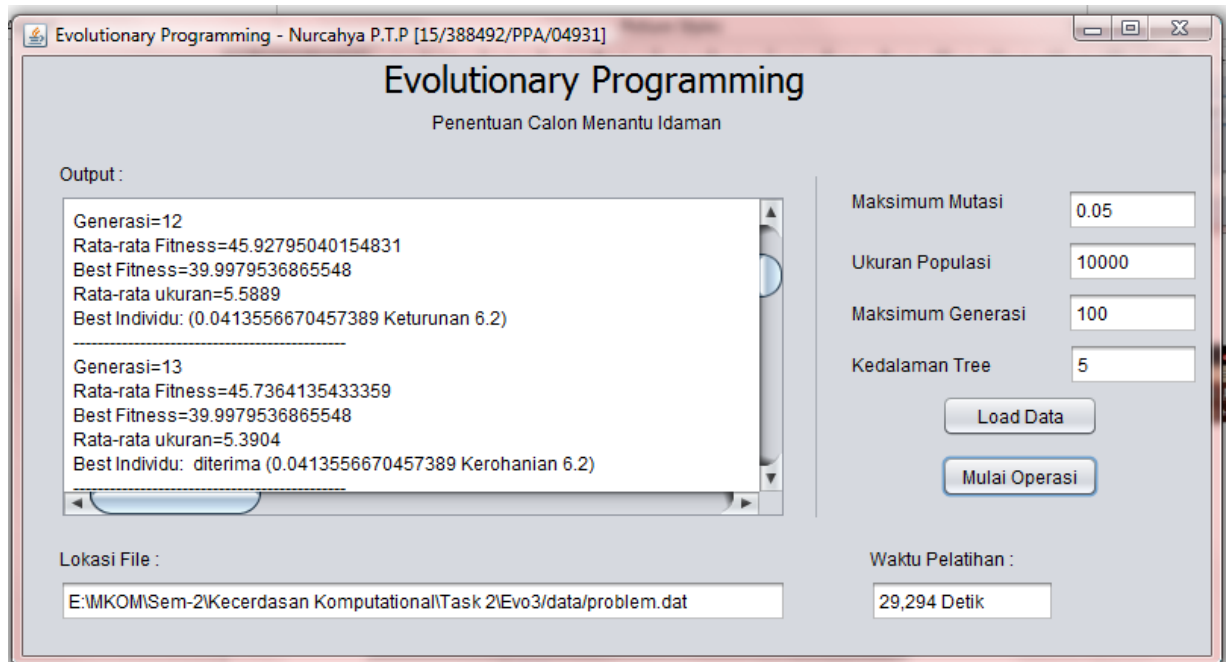 Evolutionary Programming - Nurcahya P.T.P [15/388492/PPA/04931]
Evolutionary Programming
Penentuan Calon Menantu Idaman
Output :
Generasi=12
Rata-rata Fitness=45.92795040154831
Best Fitness=39.9979536865548
Rata-rata ukuran=5.5889
Best Individu: (0.0413556670457389 Keturunan 6.2)
----------------------------------------------
Generasi=13
Rata-rata Fitness=45.7364135433359
Best Fitness=39.9979536865548
Rata-rata ukuran=5.3904
Best Individu:  diterima (0.0413556670457389 Kerohanian 6.2)
----------------------------------------------
Maksimum Mutasi
0.05
Ukuran Populasi
10000
Maksimum Generasi
100
Kedalaman Tree
5
Load Data
Mulai Operasi
Lokasi File :
E:\MKOM\Sem-2\Kecerdasan Komputational\Task 2\Evo3/data/problem.dat
Waktu Pelatihan :
29,294 Detik